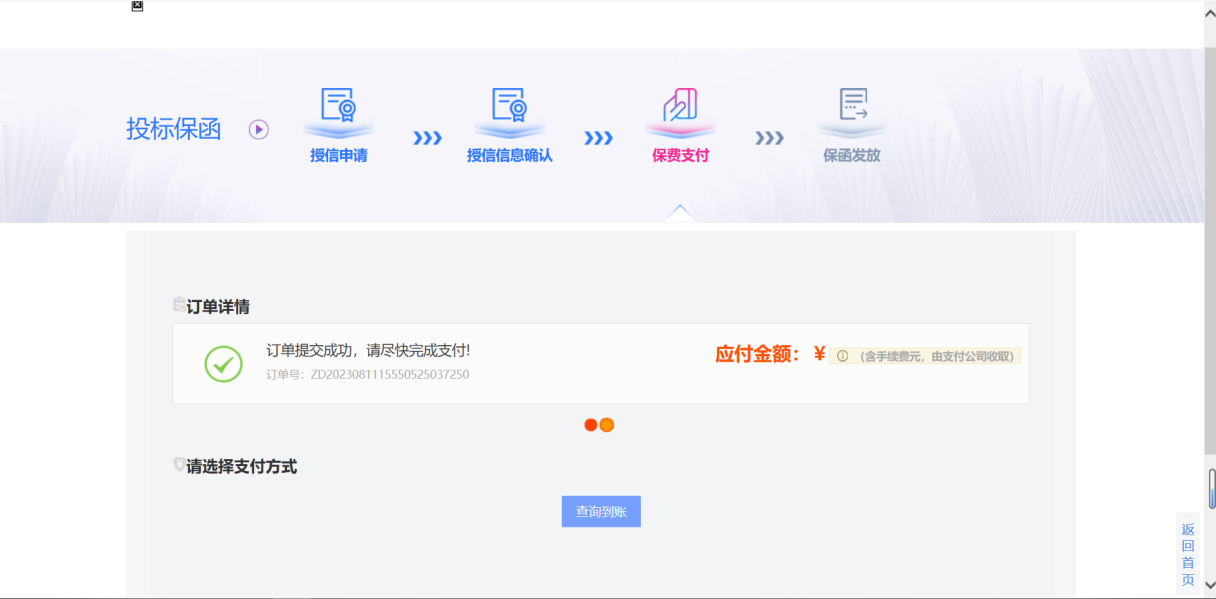 投标保函
授信申请
授信信息确认
保费支付
保函发放
订单详情
订单提交成功，请尽快完成支付!
订单号：ZD2023081115550525037250
应付金额：￥ (含手续费元，由支付公司收取)
请选择支付方式
查询到账
返回首页